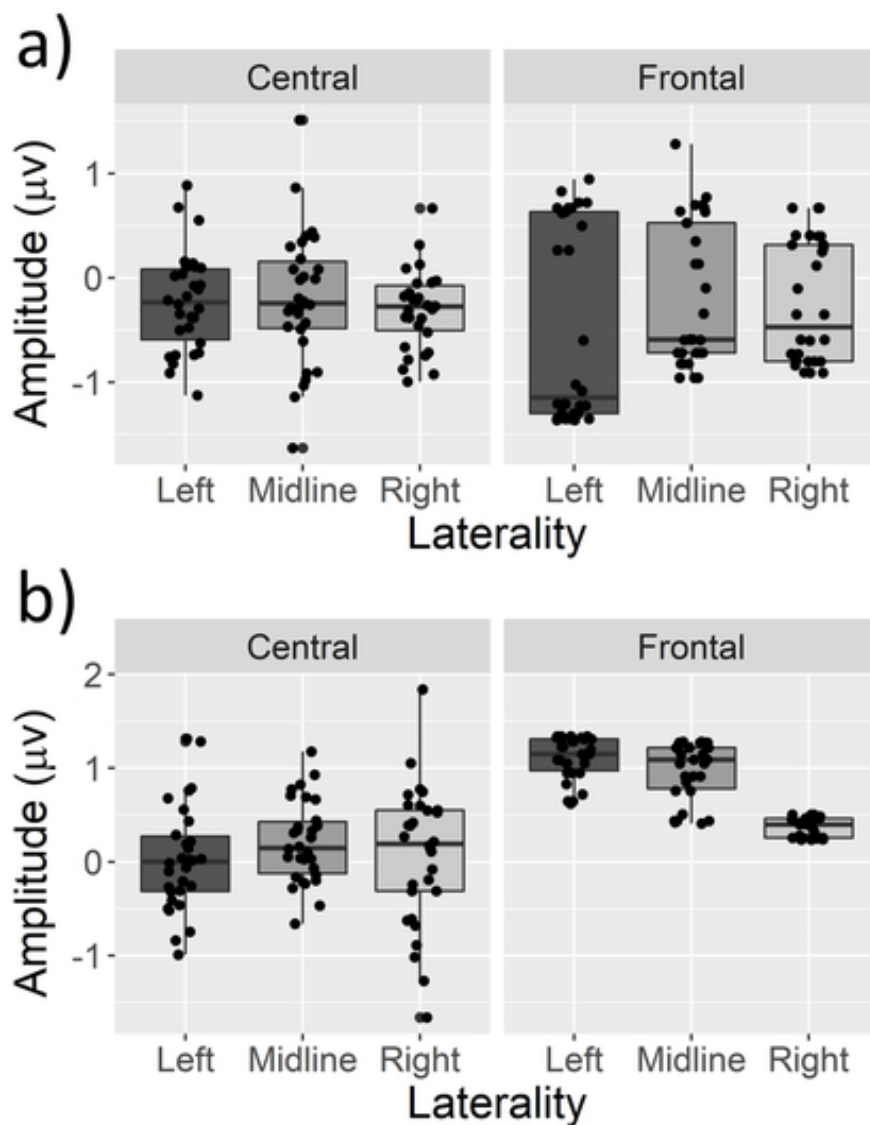 a)
Central Frontal
Amplitude (μv)
1
0
-1
Left Midline Right Left Midline Right
Laterality
b)
Central Frontal
Amplitude (μv)
2
1
0
-1
Left Midline Right Left Midline Right
Laterality